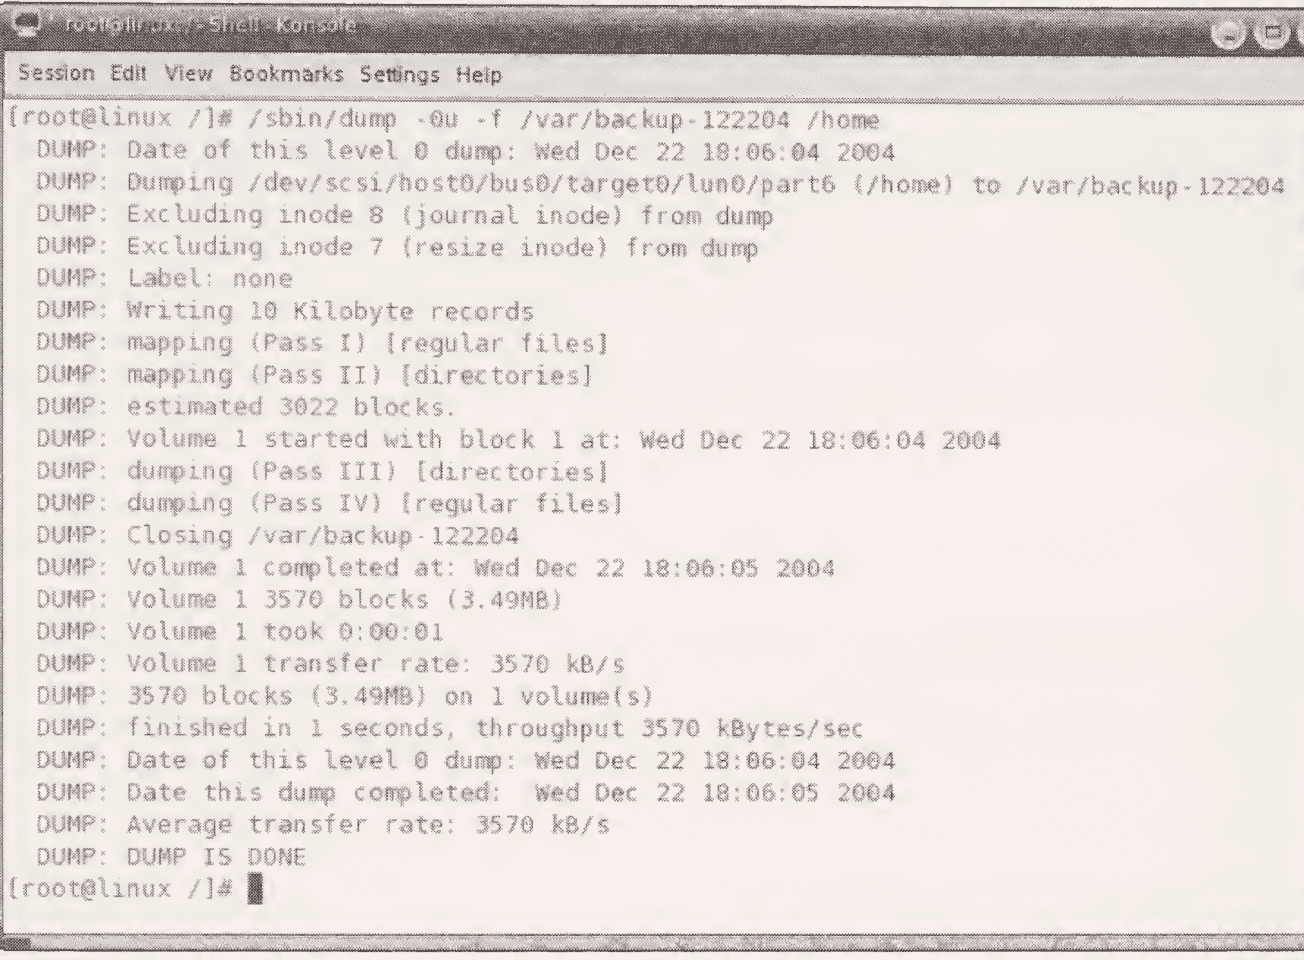 root@linux:/ - Shell - Konsole
Session Edit View Bookmarks Settings Help
[root@linux /]# /sbin/dump -0u -f /var/backup-122204 /home
DUMP: Date of this level 0 dump: Wed Dec 22 18:06:04 2004
DUMP: Dumping /dev/scsi/host0/bus0/target0/lun0/part6 (/home) to /var/backup-122204
DUMP: Excluding inode 8 (journal inode) from dump
DUMP: Excluding inode 7 (resize inode) from dump
DUMP: Label: none
DUMP: Writing 10 Kilobyte records
DUMP: mapping (Pass I) [regular files]
DUMP: mapping (Pass II) [directories]
DUMP: estimated 3022 blocks.
DUMP: Volume 1 started with block 1 at: Wed Dec 22 18:06:04 2004
DUMP: dumping (Pass III) [directories]
DUMP: dumping (Pass IV) [regular files]
DUMP: Closing /var/backup-122204
DUMP: Volume 1 completed at: Wed Dec 22 18:06:05 2004
DUMP: Volume 1 3570 blocks (3.49MB)
DUMP: Volume 1 took 0:00:01
DUMP: Volume 1 transfer rate: 3570 kB/s
DUMP: 3570 blocks (3.49MB) on 1 volume(s)
DUMP: finished in 1 seconds, throughput 3570 kBytes/sec
DUMP: Date of this level 0 dump: Wed Dec 22 18:06:04 2004
DUMP: Date this dump completed:  Wed Dec 22 18:06:05 2004
DUMP: Average transfer rate: 3570 kB/s
DUMP: DUMP IS DONE
[root@linux /]#